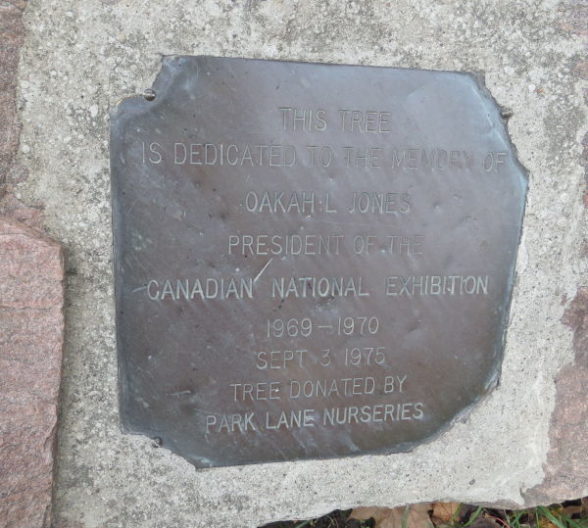 THIS TREE
IS DEDICATED TO THE MEMORY OF
OAKAH L JONES
PRESIDENT OF THE
CANADIAN NATIONAL EXHIBITION
1969-1970
SEPT 3 1975
TREE DONATED BY
PARK LANE NURSERIES